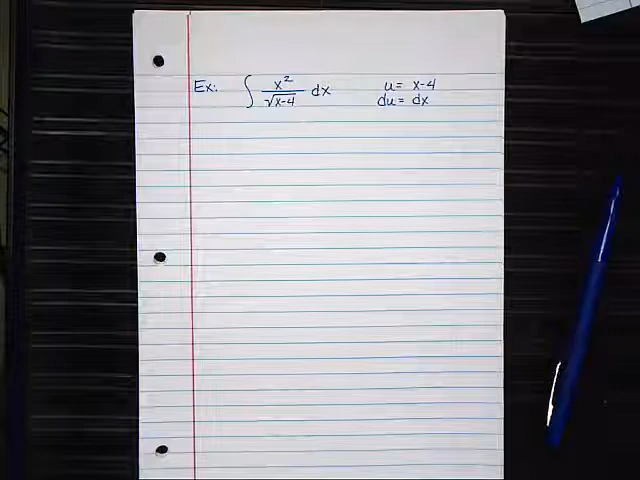 Ex: ∫ x²/√(x-4) dx u = x-4
du = dx